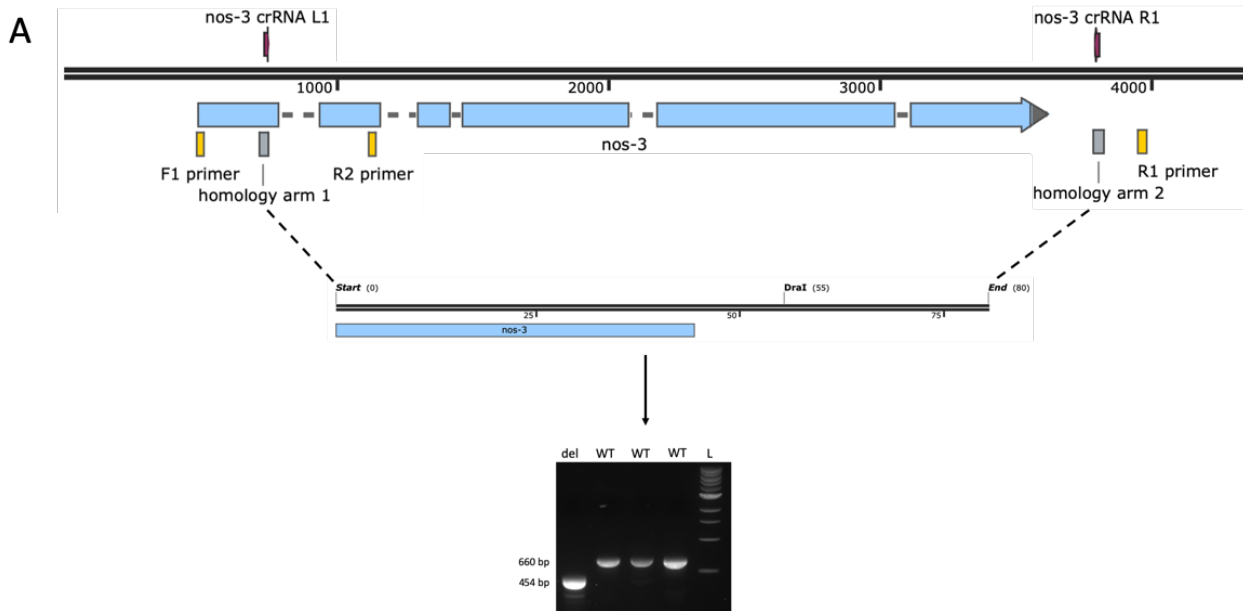 A
nos-3 crRNA L1
nos-3 crRNA R1
1000
2000
3000
4000
nos-3
F1 primer
R2 primer
R1 primer
homology arm 1
homology arm 2
Start (0)
DraI (55)
End (80)
25
50
75
nos-3
del WT WT WT L
660 bp
454 bp